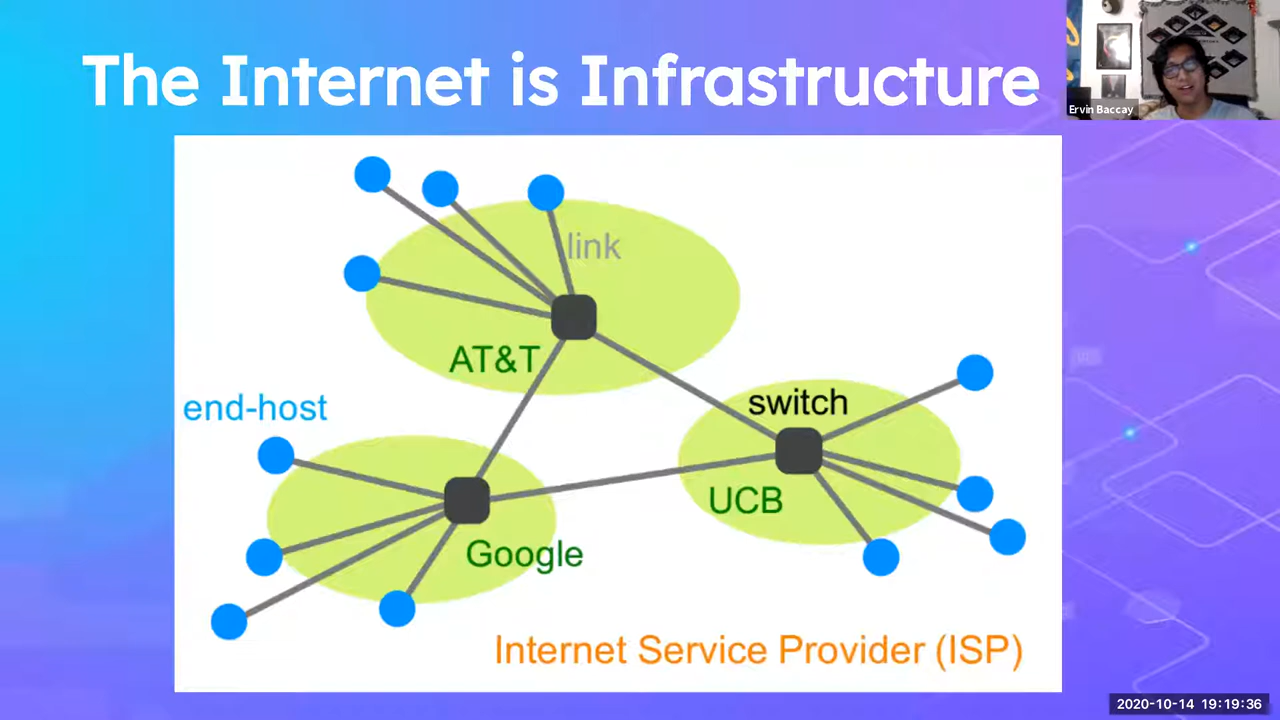 The Internet is Infrastructure
Ervin Baccay
link
AT&T
end-host
switch
UCB
Google
Internet Service Provider (ISP)
2020-10-14 19:19:36